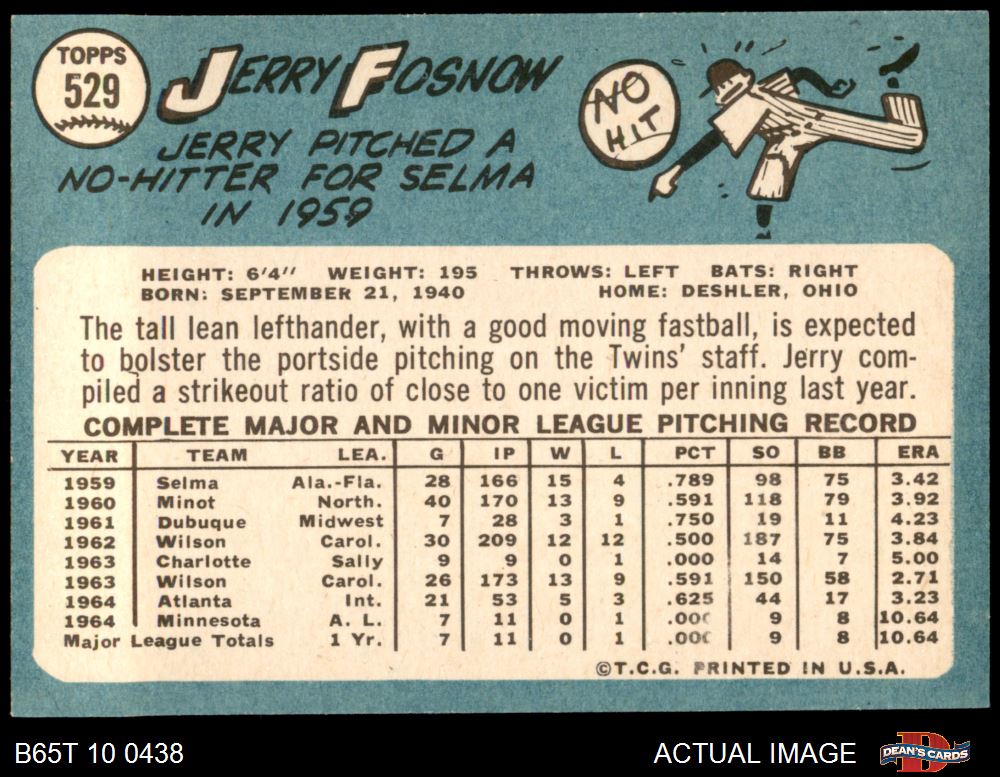 TOPPS
529
JERRY FOSNOW
JERRY PITCHED A
NO-HITTER FOR SELMA
IN 1959
NO
HIT
HEIGHT: 6'4" WEIGHT: 195 THROWS: LEFT BATS: RIGHT
BORN: SEPTEMBER 21, 1940 HOME: DESHLER, OHIO
The tall lean lefthander, with a good moving fastball, is expected
to bolster the portside pitching on the Twins' staff. Jerry com-
piled a strikeout ratio of close to one victim per inning last year.
COMPLETE MAJOR AND MINOR LEAGUE PITCHING RECORD
YEAR TEAM LEA. G IP W L PCT SO BB ERA
1959 Selma Ala.-Fla. 28 166 15 4 .789 98 75 3.42
1960 Minot North. 40 170 13 9 .591 118 79 3.92
1961 Dubuque Midwest 7 28 3 1 .750 19 11 4.23
1962 Wilson Carol. 30 209 12 12 .500 187 75 3.84
1963 Charlotte Sally 9 9 0 1 .000 14 7 5.00
1963 Wilson Carol. 26 173 13 9 .591 150 58 2.71
1964 Atlanta Int. 21 53 5 3 .625 44 17 3.23
1964 Minnesota A. L. 7 11 0 1 .000 9 8 10.64
Major League Totals 1 Yr. 7 11 0 1 .000 9 8 10.64
©T.C.G. PRINTED IN U.S.A.
B65T 10 0438 ACTUAL IMAGE
DEAN'S CARDS